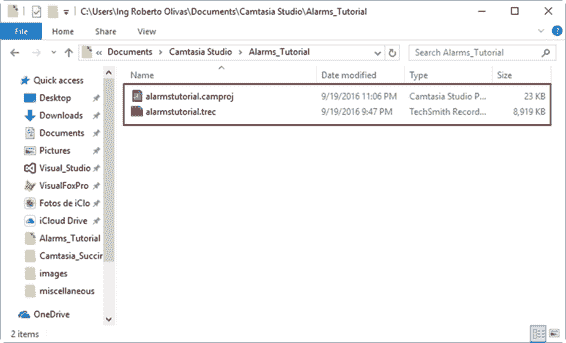 C:\Users\Ing Roberto Olivas\Documents\Camtasia Studio\Alarms_Tutorial
File Home Share View
Documents Camtasia Studio Alarms_Tutorial
Search Alarms_Tutorial
Name Date modified Type Size
Quick access
Desktop
Downloads
Documents
Pictures
Visual_Studio
VisualFoxPro
Fotos de iClo
iCloud Drive
Alarms_Tutorial
Camtasia_Succin
images
miscellaneous
OneDrive
alarmstutorial.camproj 9/19/2016 11:06 PM Camtasia Studio P... 23 KB
alarmstutorial.trec 9/19/2016 9:47 PM TechSmith Record... 8,919 KB
2 items